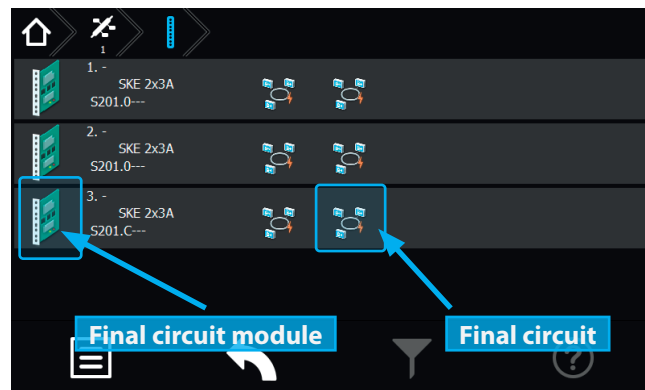 1
1. -
SKE 2x3A
S201.0---
2. -
SKE 2x3A
S201.0---
3. -
SKE 2x3A
S201.C---
Final circuit module
Final circuit
?